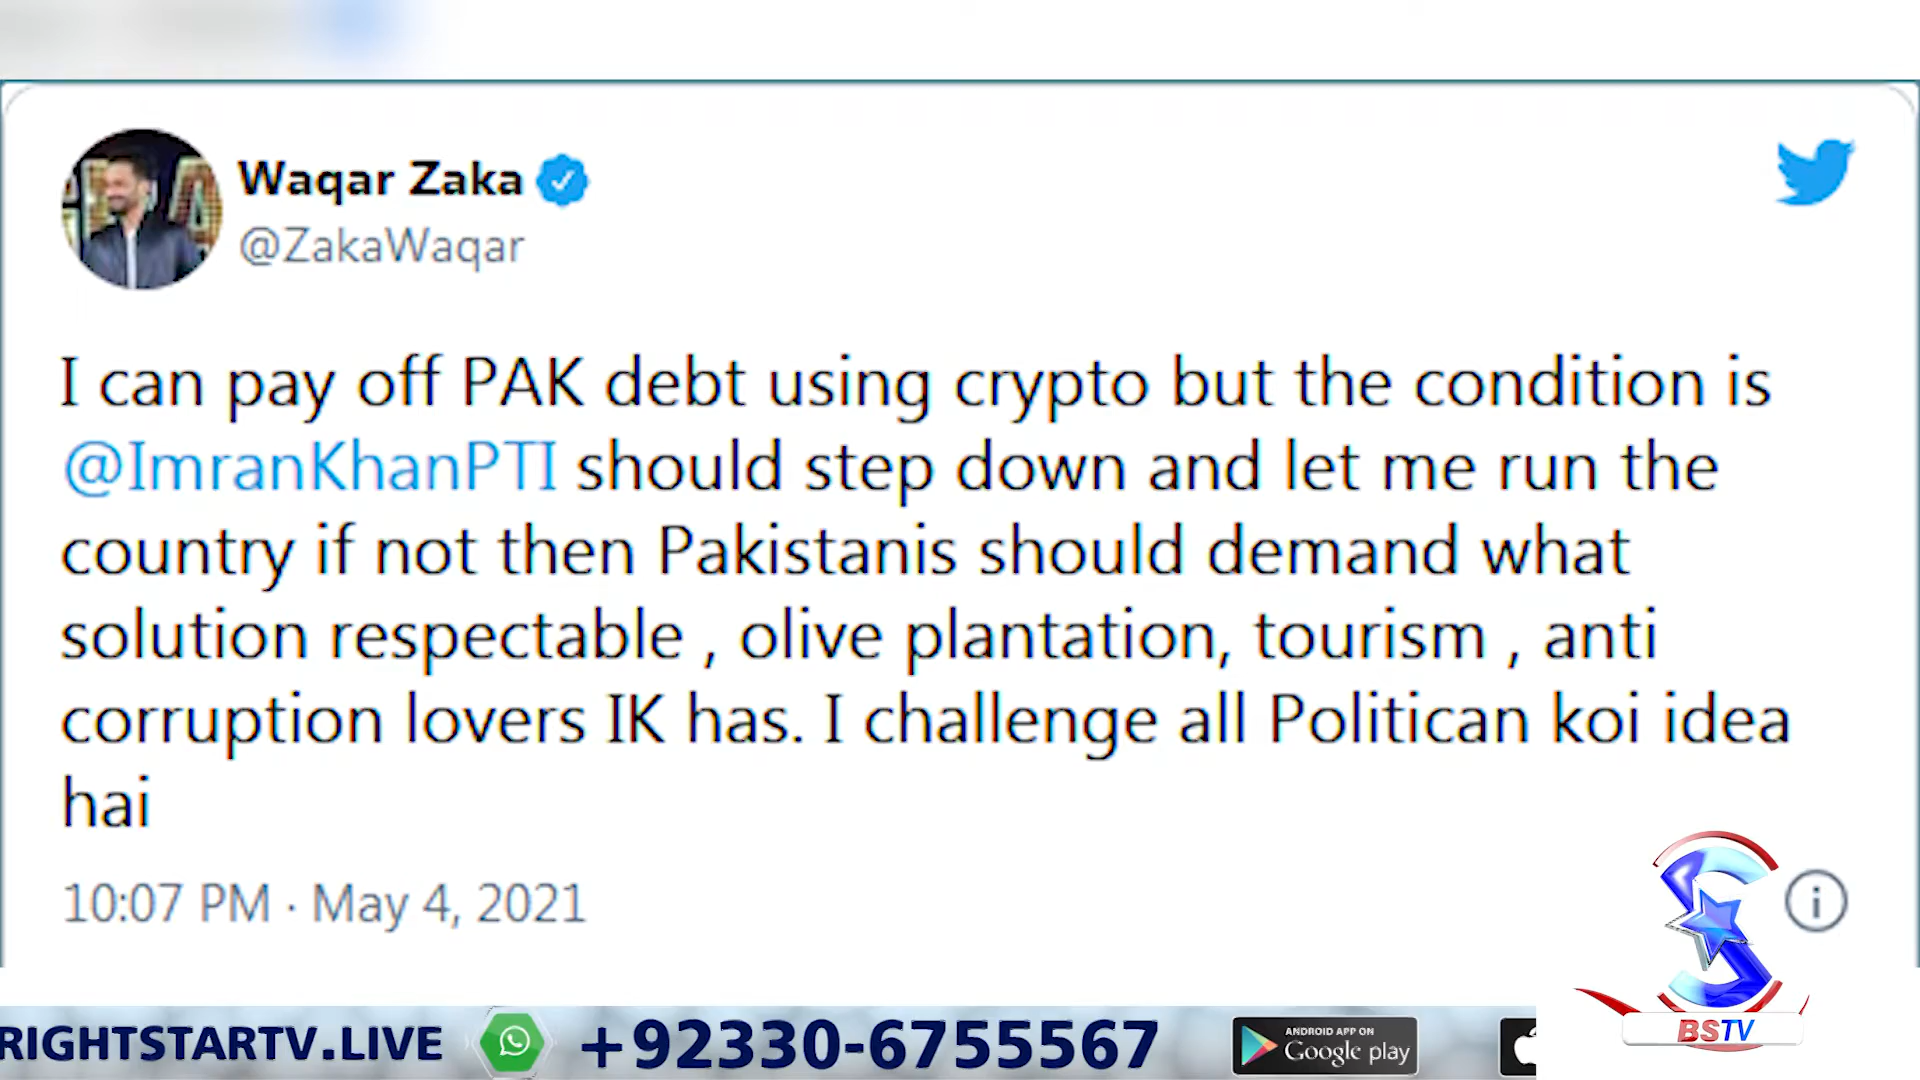 Waqar Zaka
@ZakaWaqar
I can pay off PAK debt using crypto but the condition is
@ImranKhanPTI should step down and let me run the
country if not then Pakistanis should demand what
solution respectable , olive plantation, tourism , anti
corruption lovers IK has. I challenge all Politican koi idea
hai
10:07 PM · May 4, 2021
BSTV
RIGHTSTARTV.LIVE +92330-6755567 ANDROID APP ON Google play